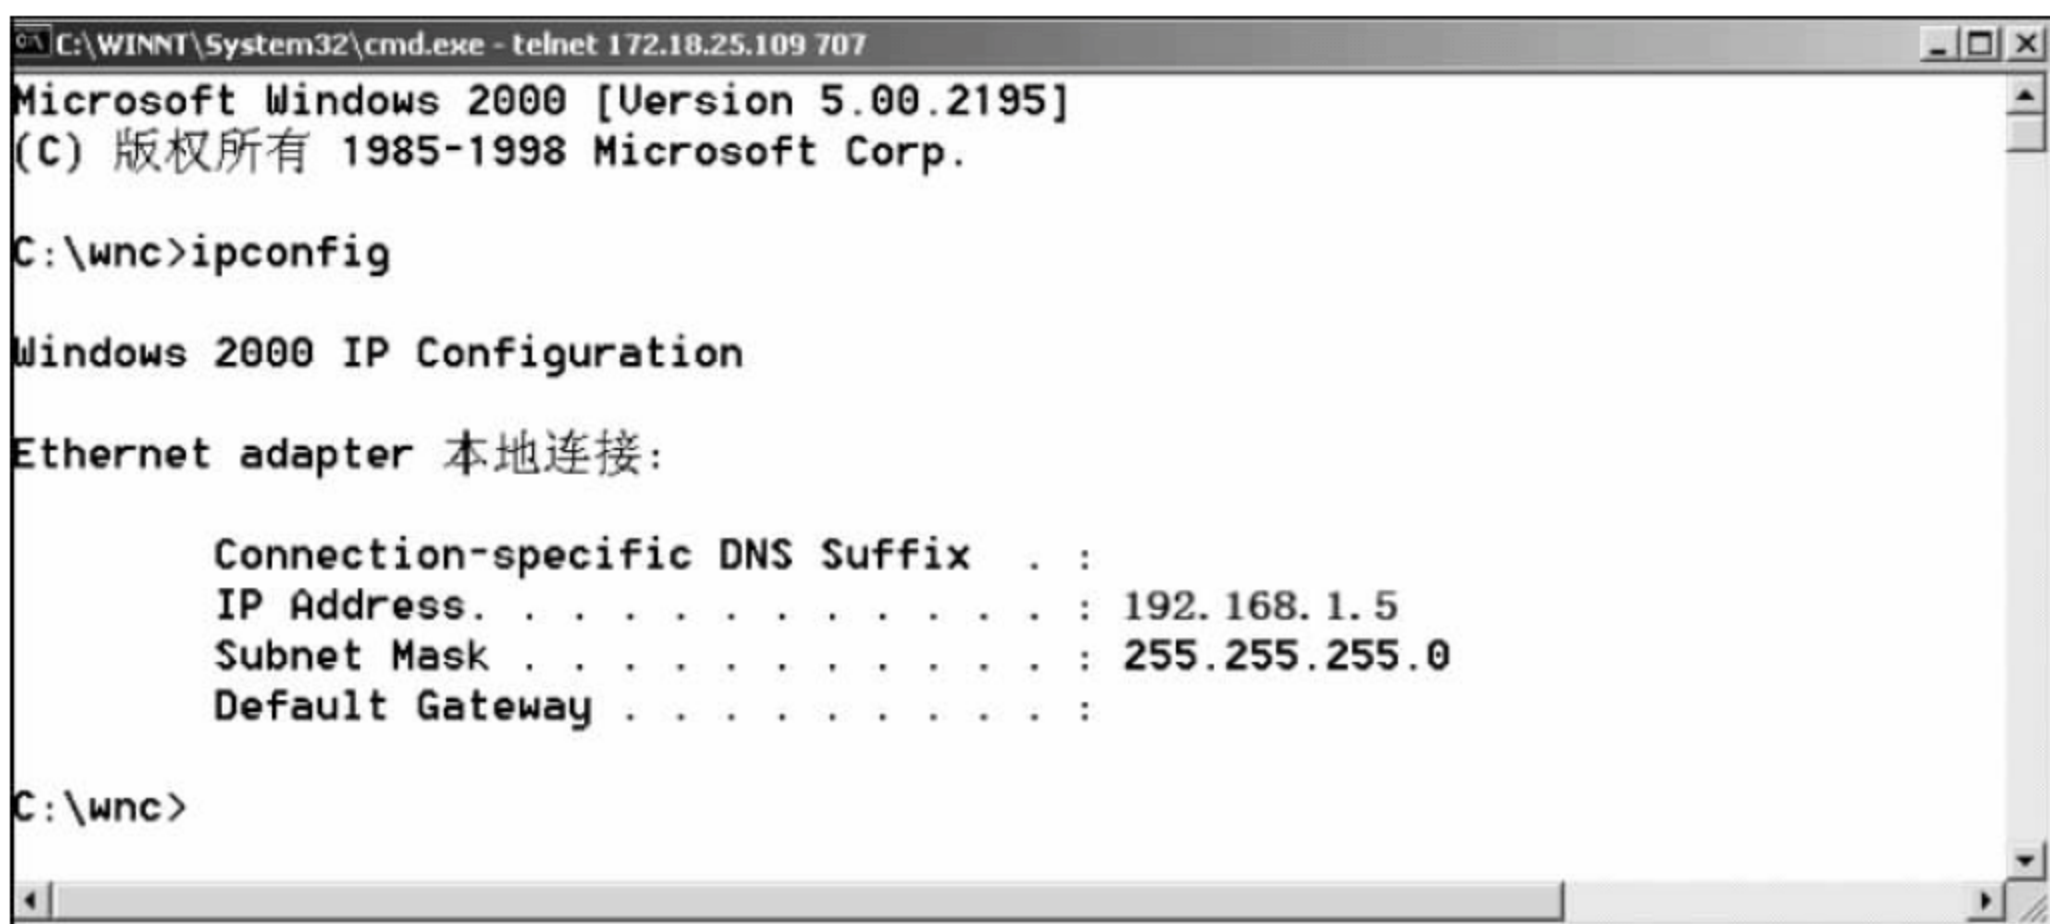 C:\WINNT\System32\cmd.exe - telnet 172.18.25.109 707
Microsoft Windows 2000 [Version 5.00.2195]
(C) 版权所有 1985-1998 Microsoft Corp.
C:\wnc>ipconfig
Windows 2000 IP Configuration
Ethernet adapter 本地连接:
Connection-specific DNS Suffix . :
IP Address. . . . . . . . . . . . : 192.168.1.5
Subnet Mask . . . . . . . . . . . : 255.255.255.0
Default Gateway . . . . . . . . . :
C:\wnc>